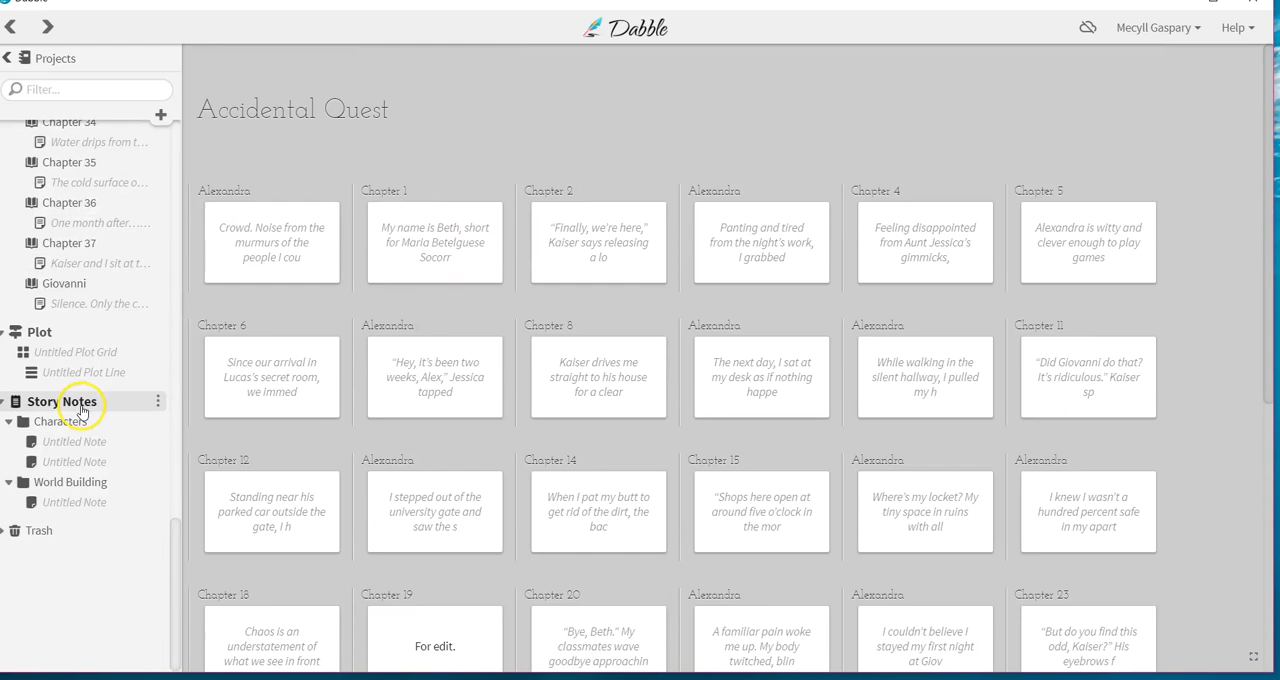 Dabble
Mecyll Gaspary
Help
Projects
Filter...
Chapter 34
Water drips from t...
Chapter 35
The cold surface o...
Chapter 36
One month after......
Chapter 37
Kaiser and I sit at t...
Giovanni
Silence. Only the c...
Plot
Untitled Plot Grid
Untitled Plot Line
Story Notes
Characters
Untitled Note
Untitled Note
World Building
Untitled Note
Trash
Accidental Quest
Alexandra
Crowd. Noise from the
murmurs of the
people I cou
Chapter 1
My name is Beth, short
for Maria Betelguese
Socorr
Chapter 2
“Finally, we’re here,”
Kaiser says releasing
a lo
Alexandra
Panting and tired
from the night’s work,
I grabbed
Chapter 4
Feeling disappointed
from Aunt Jessica’s
gimmicks,
Chapter 5
Alexandra is witty and
clever enough to play
games
Chapter 6
Since our arrival in
Lucas’s secret room,
we immed
Alexandra
“Hey, it’s been two
weeks, Alex,” Jessica
tapped
Chapter 8
Kaiser drives me
straight to his house
for a clear
Alexandra
The next day, I sat at
my desk as if nothing
happe
Alexandra
While walking in the
silent hallway, I pulled
my h
Chapter 11
“Did Giovanni do that?
It’s ridiculous.” Kaiser
sp
Chapter 12
Standing near his
parked car outside the
gate, I h
Alexandra
I stepped out of the
university gate and
saw the s
Chapter 14
When I pat my butt to
get rid of the dirt, the
bac
Chapter 15
“Shops here open at
around five o’clock in
the mor
Alexandra
Where’s my locket? My
tiny space in ruins
with all
Alexandra
I knew I wasn’t a
hundred percent safe
in my apart
Chapter 18
Chaos is an
understatement of
what we see in front
Chapter 19
For edit.
Chapter 20
“Bye, Beth.” My
classmates wave
goodbye approachin
Alexandra
A familiar pain woke
me up. My body
twitched, blin
Alexandra
I couldn’t believe I
stayed my first night
at Giov
Chapter 23
“But do you find this
odd, Kaiser?” His
eyebrows f